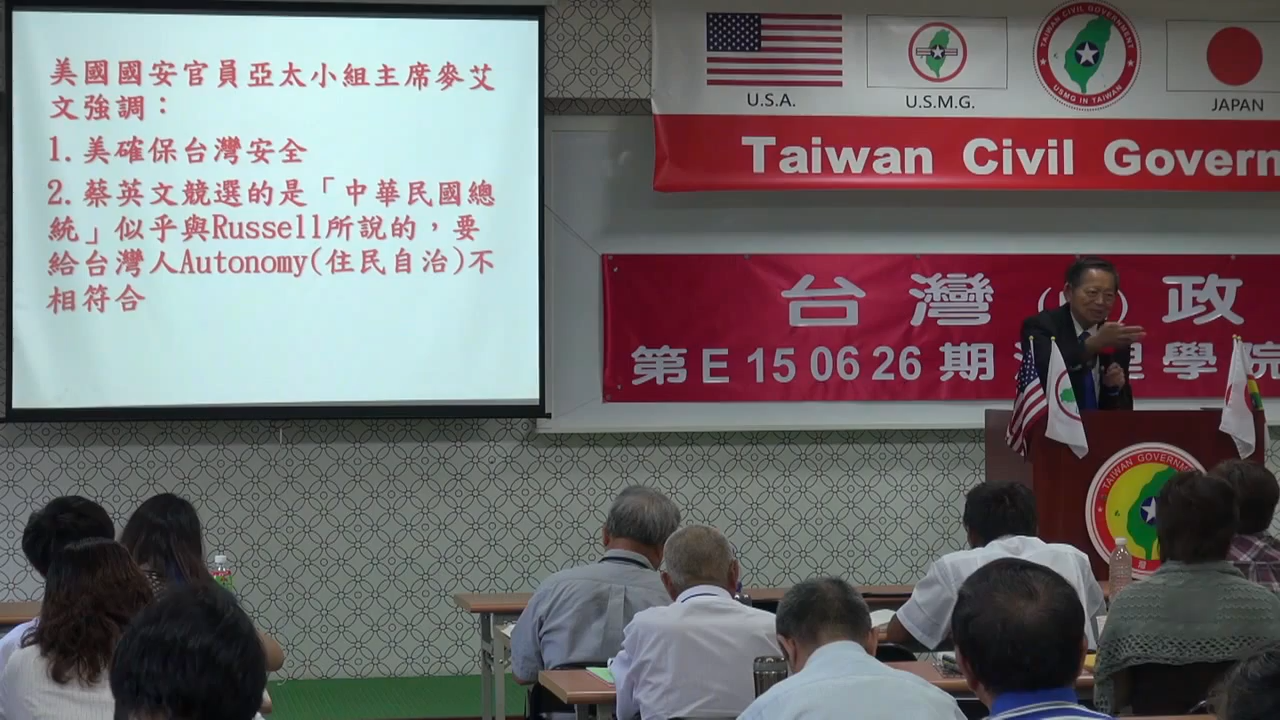 美國國安官員亞太小組主席麥艾
文強調：
1. 美確保台灣安全
2. 蔡英文競選的是「中華民國總
統」似乎與Russell所說的，要
給台灣人Autonomy(住民自治)不
相符合
U.S.A.
U.S.M.G.
TAIWAN CIVIL GOVERNMENT
USMG IN TAIWAN
JAPAN
Taiwan Civil Governm
台灣 政
第E 15 06 26 期 理學院
TAIWAN GOVERNMENT